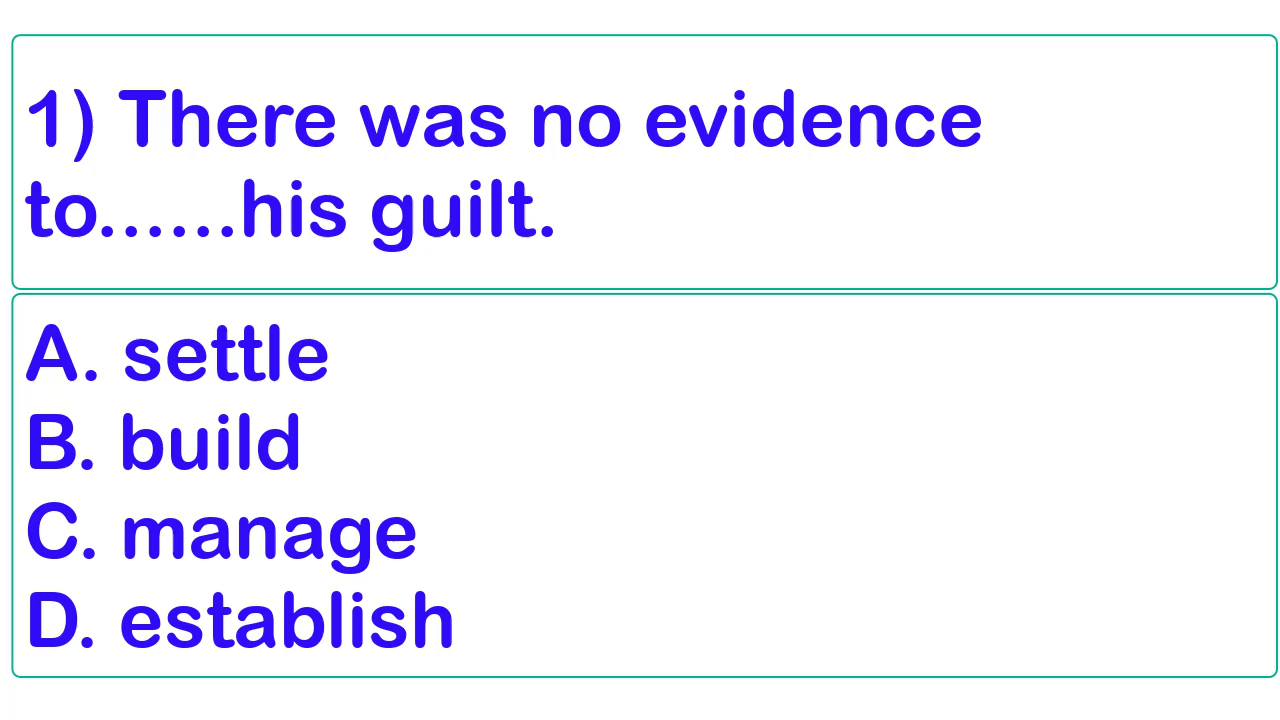 1) There was no evidence
to......his guilt.
A. settle
B. build
C. manage
D. establish